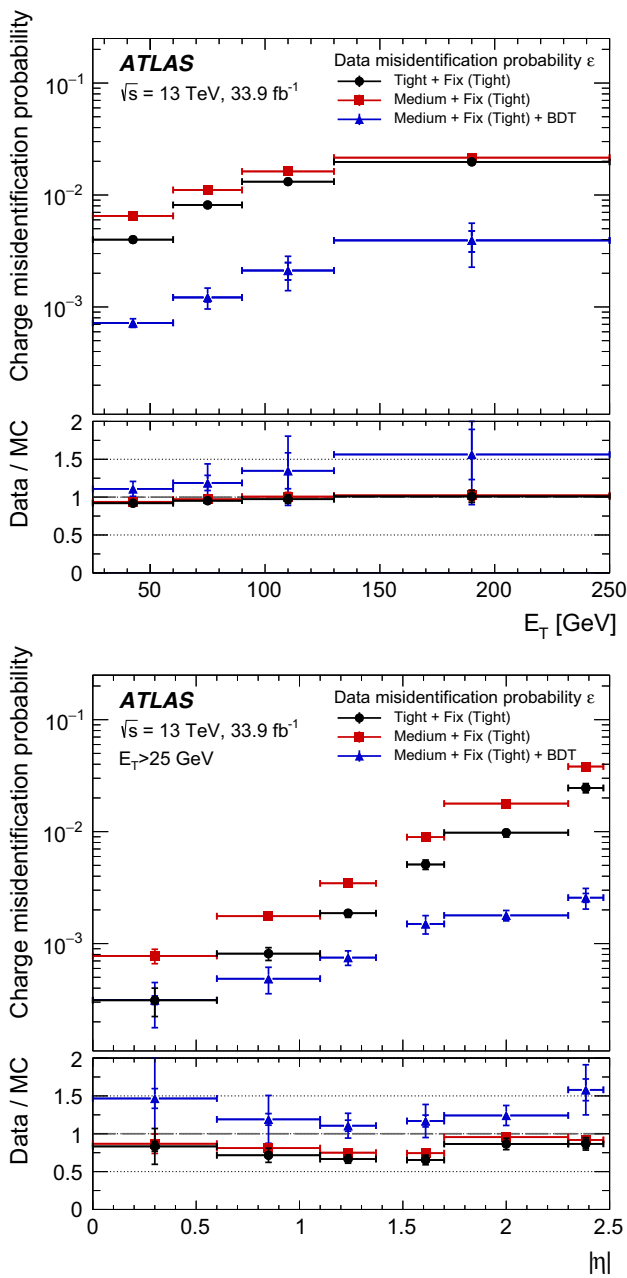 Charge misidentification probability
ATLAS
√s = 13 TeV, 33.9 fb⁻¹
Data misidentification probability ε
Tight + Fix (Tight)
Medium + Fix (Tight)
Medium + Fix (Tight) + BDT
10⁻¹
10⁻²
10⁻³
Data / MC
2
1.5
1
0.5
0
50 100 150 200 250
E_T [GeV]
Charge misidentification probability
ATLAS
√s = 13 TeV, 33.9 fb⁻¹
E_T>25 GeV
Data misidentification probability ε
Tight + Fix (Tight)
Medium + Fix (Tight)
Medium + Fix (Tight) + BDT
10⁻¹
10⁻²
10⁻³
Data / MC
2
1.5
1
0.5
0
0 0.5 1 1.5 2 2.5
|η|